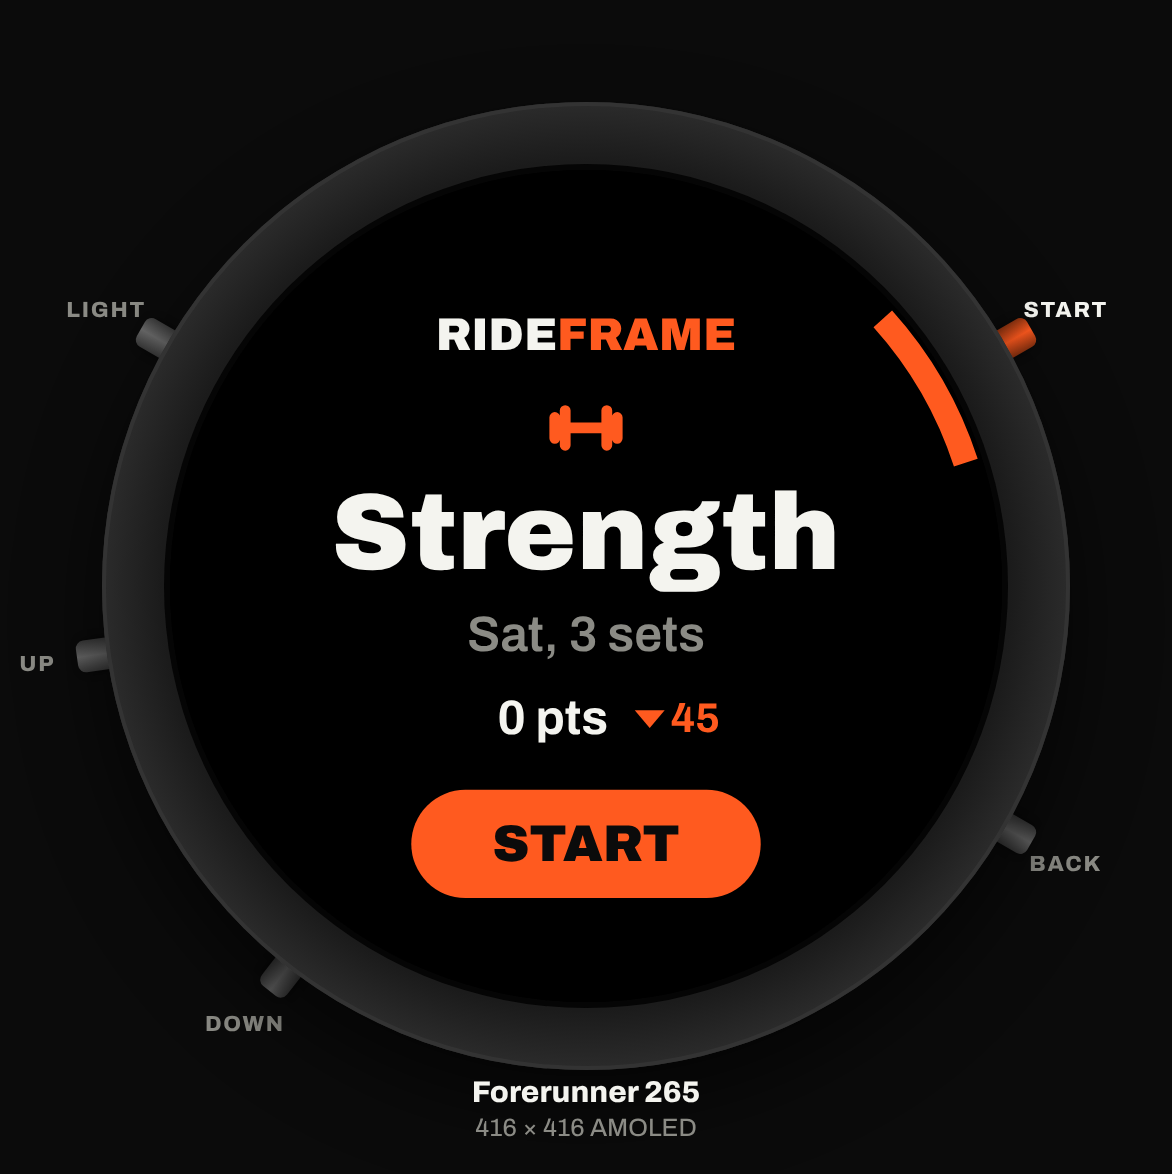 LIGHT
START
RIDEFRAME
Strength
Sat, 3 sets
UP
0 pts ▼45
START
BACK
DOWN
Forerunner 265
416 × 416 AMOLED